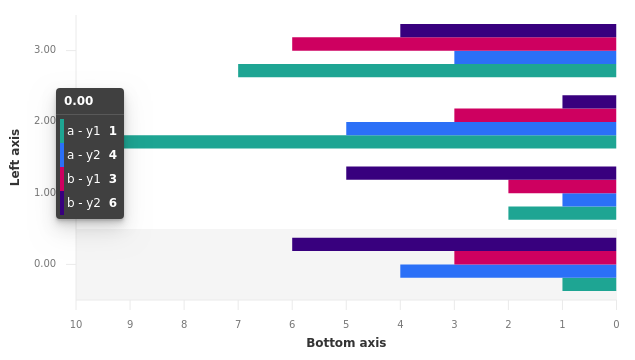 3.00
2.00
1.00
0.00
Left axis
0.00
a - y1 1
a - y2 4
b - y1 3
b - y2 6
10 9 8 7 6 5 4 3 2 1 0
Bottom axis